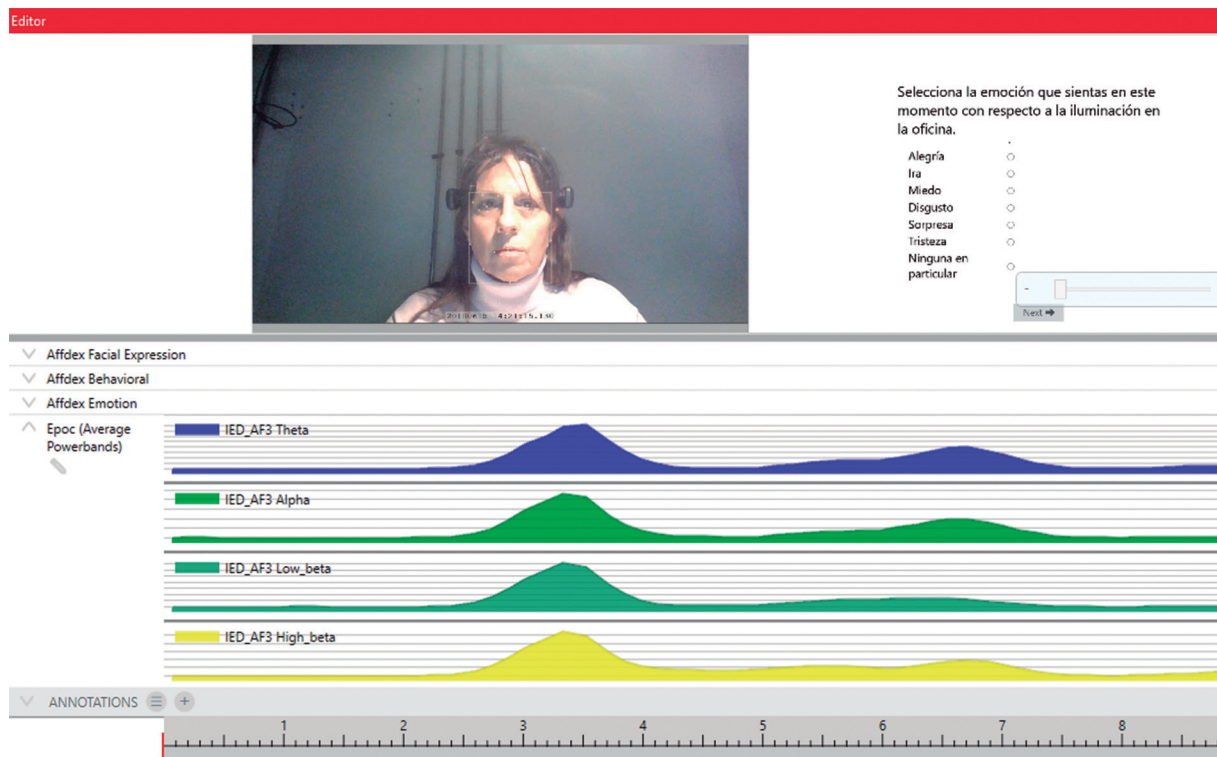 Editor
Selecciona la emoción que sientas en este
momento con respecto a la iluminación en
la oficina.
Alegría
Ira
Miedo
Disgusto
Sorpresa
Tristeza
Ninguna en
particular
-
Next
Affdex Facial Expression
Affdex Behavioral
Affdex Emotion
Epoc (Average
Powerbands)
IED_AF3 Theta
IED_AF3 Alpha
IED_AF3 Low_beta
IED_AF3 High_beta
ANNOTATIONS
1 2 3 4 5 6 7 8